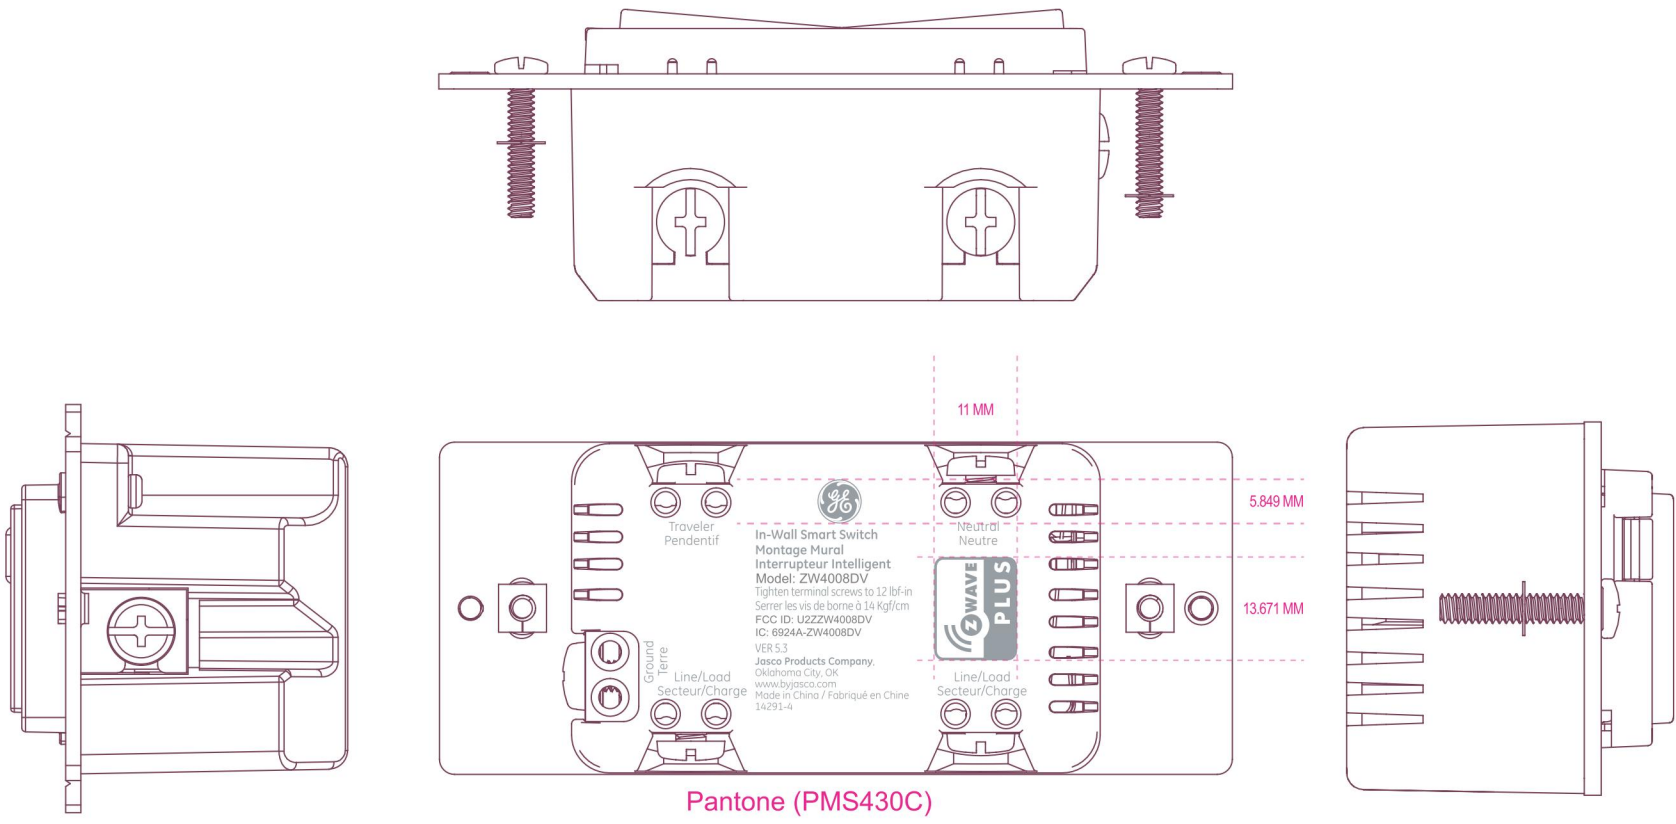 11 MM
5.849 MM
13.671 MM
GE
Traveler
Pendentif
Neutral
Neutre
In-Wall Smart Switch
Montage Mural
Interrupteur Intelligent
Model: ZW4008DV
Tighten terminal screws to 12 lbf-in
Serrer les vis de borne à 14 Kgf/cm
FCC ID: U2ZZW4008DV
IC: 6924A-ZW4008DV
VER 5.3
Jasco Products Company,
Oklahoma City, OK
www.byjasco.com
Made in China / Fabriqué en Chine
14291-4
Z WAVE
PLUS
Ground
Terre
Line/Load
Secteur/Charge
Line/Load
Secteur/Charge
Pantone (PMS430C)